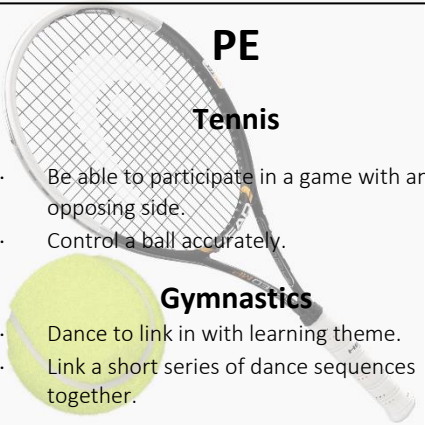 PE
Tennis
· Be able to participate in a game with an
opposing side.
· Control a ball accurately.
Gymnastics
· Dance to link in with learning theme.
· Link a short series of dance sequences
together.
HEAD